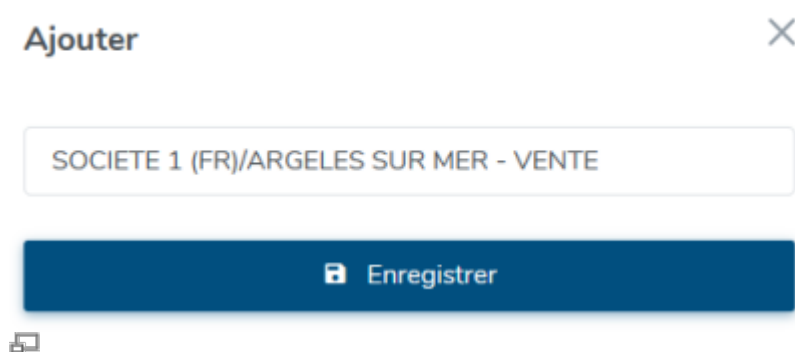 Ajouter
SOCIETE 1 (FR)/ARGELES SUR MER - VENTE
Enregistrer